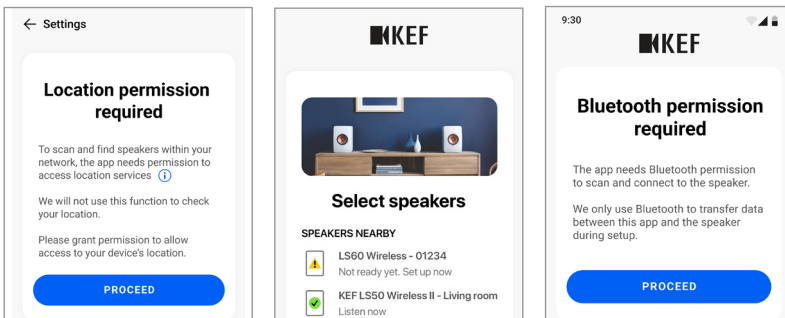 Settings
Location permission
required
To scan and find speakers within your
network, the app needs permission to
access location services
We will not use this function to check
your location.
Please grant permission to allow
access to your device's location.
PROCEED
KEF
Select speakers
SPEAKERS NEARBY
LS60 Wireless - 01234
Not ready yet. Set up now
KEF LS50 Wireless II - Living room
Listen now
9:30
KEF
Bluetooth permission
required
The app needs Bluetooth permission
to scan and connect to the speaker.
We only use Bluetooth to transfer data
between this app and the speaker
during setup.
PROCEED